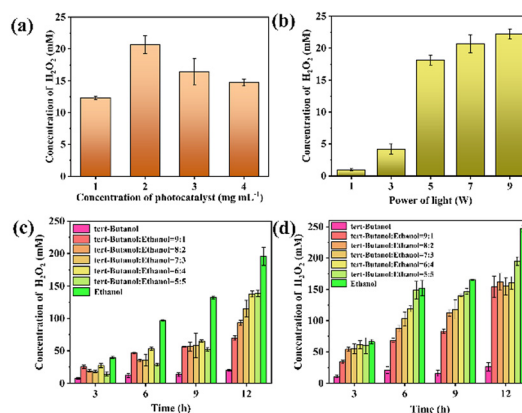 (a)
Concentration of H₂O₂ (mM)
25
20
15
10
5
0
1 2 3 4
Concentration of photocatalyst (mg mL⁻¹)
(b)
Concentration of H₂O₂ (mM)
25
20
15
10
5
0
1 3 5 7 9
Power of light (W)
(c)
Concentration of H₂O₂ (mM)
250
200
150
100
50
0
tert-Butanol
tert-Butanol:Ethanol=9:1
tert-Butanol:Ethanol=8:2
tert-Butanol:Ethanol=7:3
tert-Butanol:Ethanol=6:4
tert-Butanol:Ethanol=5:5
Ethanol
3 6 9 12
Time (h)
(d)
Concentration of H₂O₂ (mM)
250
200
150
100
50
0
tert-Butanol
tert-Butanol:Ethanol=9:1
tert-Butanol:Ethanol=8:2
tert-Butanol:Ethanol=7:3
tert-Butanol:Ethanol=6:4
tert-Butanol:Ethanol=5:5
Ethanol
3 6 9 12
Time (h)